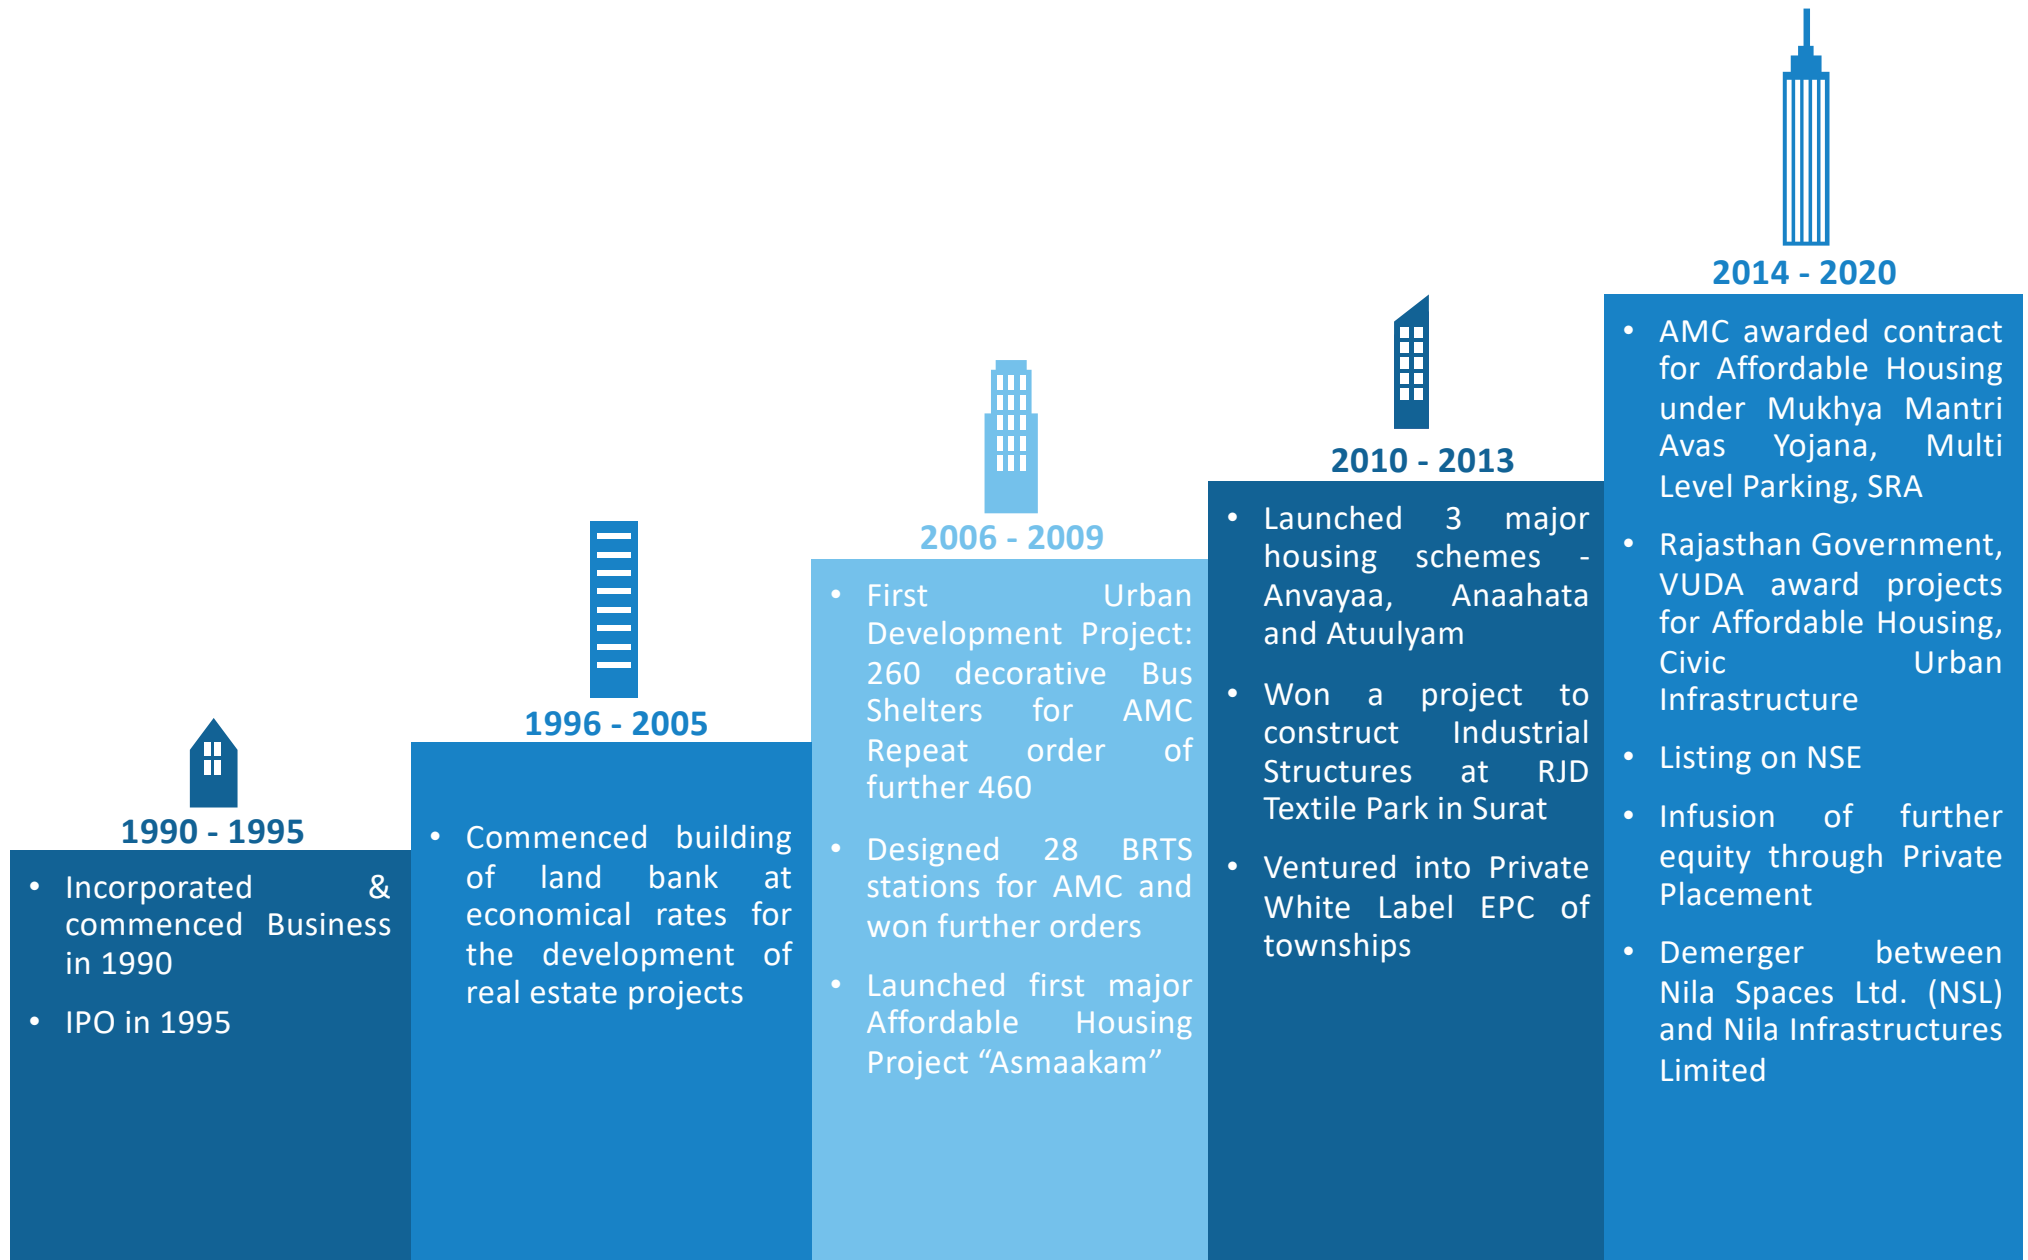 1990 - 1995
• Incorporated &
commenced Business
in 1990
• IPO in 1995
1996 - 2005
• Commenced building
of land bank at
economical rates for
the development of
real estate projects
2006 - 2009
• First Urban
Development Project:
260 decorative Bus
Shelters for AMC
Repeat order of
further 460
• Designed 28 BRTS
stations for AMC and
won further orders
• Launched first major
Affordable Housing
Project “Asmaakam”
2010 - 2013
• Launched 3 major
housing schemes -
Anvayaa, Anaahata
and Atuulyam
• Won a project to
construct Industrial
Structures at RJD
Textile Park in Surat
• Ventured into Private
White Label EPC of
townships
2014 - 2020
• AMC awarded contract
for Affordable Housing
under Mukhya Mantri
Avas Yojana, Multi
Level Parking, SRA
• Rajasthan Government,
VUDA award projects
for Affordable Housing,
Civic Urban
Infrastructure
• Listing on NSE
• Infusion of further
equity through Private
Placement
• Demerger between
Nila Spaces Ltd. (NSL)
and Nila Infrastructures
Limited